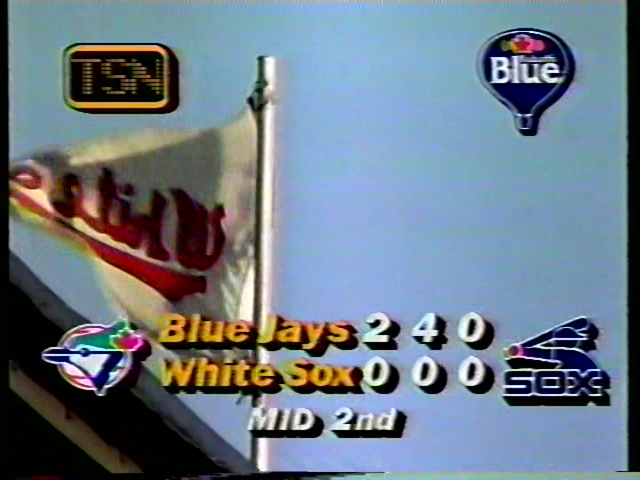 TSN
Blue
Blue Jays 2 4 0
White Sox 0 0 0
SOX
MID 2nd